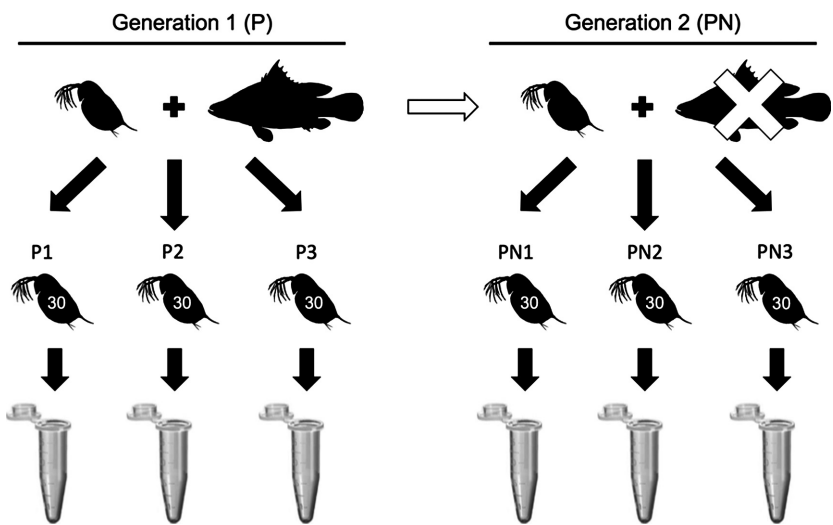 Generation 1 (P)
Generation 2 (PN)
P1
P2
P3
PN1
PN2
PN3
30
30
30
30
30
30